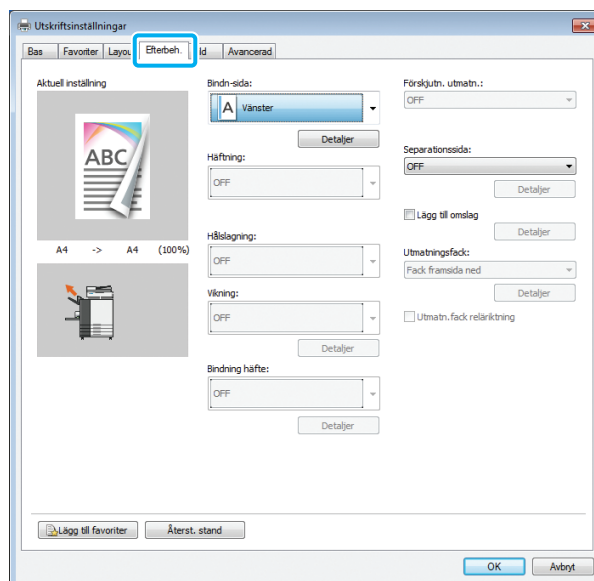 Utskriftsinställningar
Bas Favoriter Layou Efterbeh. ld Avancerad
Aktuell inställning
ABC
A4 -> A4 (100%)
Bindn-sida:
A Vänster
Detaljer
Häftning:
OFF
Hålslagning:
OFF
Vikning:
OFF
Detaljer
Bindning häfte:
OFF
Detaljer
Förskjutn. utmatn.:
OFF
Separationssida:
OFF
Detaljer
Lägg till omslag
Detaljer
Utmatningsfack:
Fack framsida ned
Detaljer
Utmatn.fack reläriktning
Lägg till favoriter Återst. stand
OK Avbryt